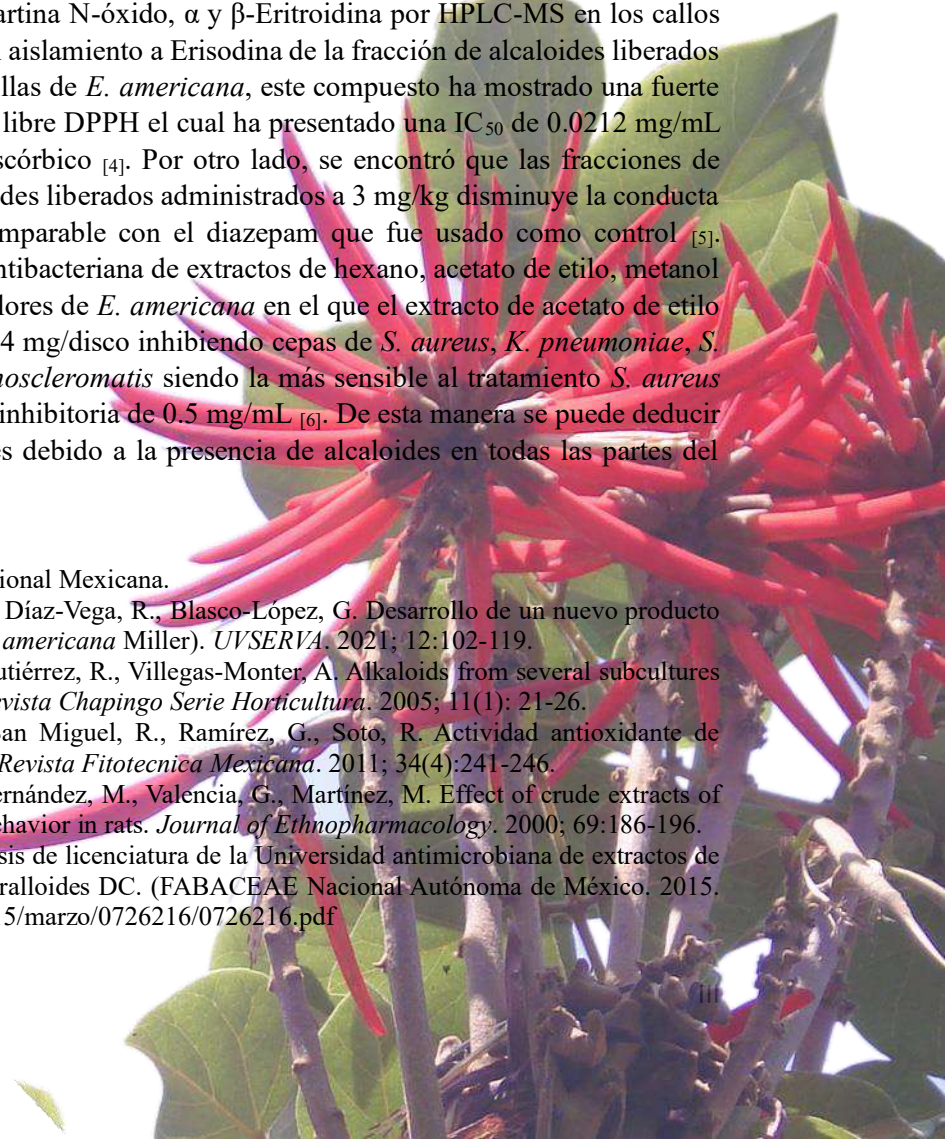 artina N-óxido, α y β-Eritroidina por HPLC-MS en los callos
aislamiento a Erisodina de la fracción de alcaloides liberados
llas de E. americana, este compuesto ha mostrado una fuerte
libre DPPH el cual ha presentado una IC50 de 0.0212 mg/mL
scórbico [4]. Por otro lado, se encontró que las fracciones de
des liberados administrados a 3 mg/kg disminuye la conducta
mparable con el diazepam que fue usado como control [5].
ntibacteriana de extractos de hexano, acetato de etilo, metanol
lores de E. americana en el que el extracto de acetato de etilo
4 mg/disco inhibiendo cepas de S. aureus, K. pneumoniae, S.
noscleromatis siendo la más sensible al tratamiento S. aureus
inhibitoria de 0.5 mg/mL [6]. De esta manera se puede deducir
es debido a la presencia de alcaloides en todas las partes del
ional Mexicana.
Díaz-Vega, R., Blasco-López, G. Desarrollo de un nuevo producto
americana Miller). UVSERVA. 2021; 12:102-119.
utiérrez, R., Villegas-Monter, A. Alkaloids from several subcultures
vista Chapingo Serie Horticultura. 2005; 11(1): 21-26.
San Miguel, R., Ramírez, G., Soto, R. Actividad antioxidante de
Revista Fitotecnica Mexicana. 2011; 34(4):241-246.
ernández, M., Valencia, G., Martínez, M. Effect of crude extracts of
ehavior in rats. Journal of Ethnopharmacology. 2000; 69:186-196.
sis de licenciatura de la Universidad antimicrobiana de extractos de
ralloides DC. (FABACEAE Nacional Autónoma de México. 2015.
15/marzo/0726216/0726216.pdf
iii